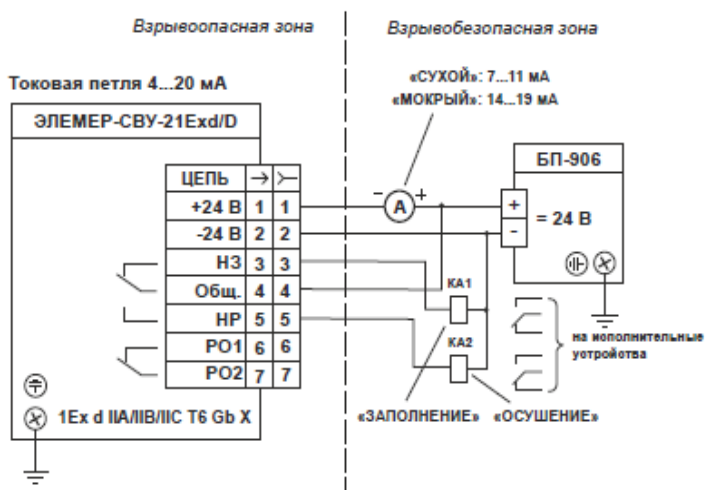 Взрывоопасная зона
Взрывобезопасная зона
Токовая петля 4...20 мА
«СУХОЙ»: 7...11 мА
«МОКРЫЙ»: 14...19 мА
ЭЛЕМЕР-СВУ-21Exd/D
БП-906
ЦЕПЬ
+24 В 1 1
-24 В 2 2
НЗ 3 3
Общ. 4 4
НР 5 5
РО1 6 6
РО2 7 7
- A +
+
= 24 В
-
КА1
КА2
на исполнительные
устройства
«ЗАПОЛНЕНИЕ» «ОСУШЕНИЕ»
1Ex d IIA/IIB/IIC T6 Gb X